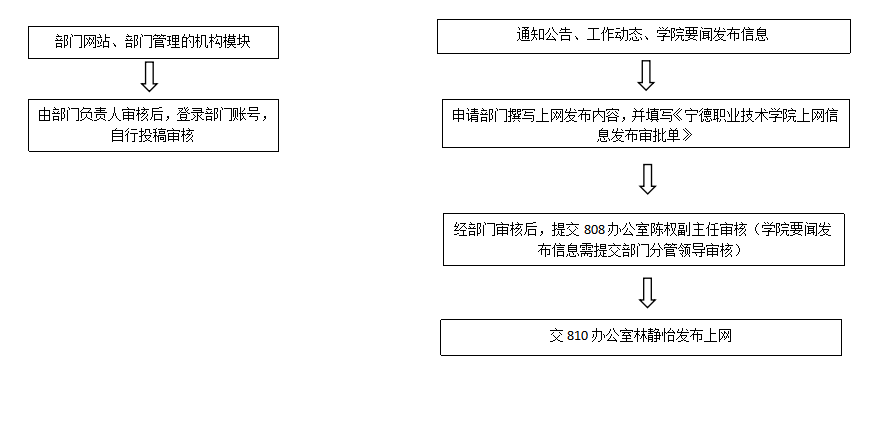 部门网站、部门管理的机构模块
由部门负责人审核后，登录部门账号，
自行投稿审核
通知公告、工作动态、学院要闻发布信息
申请部门撰写上网发布内容，并填写《宁德职业技术学院上网信
息发布审批单》
经部门审核后，提交 808 办公室陈权副主任审核（学院要闻发
布信息需提交部门分管领导审核）
交 810 办公室林静怡发布上网